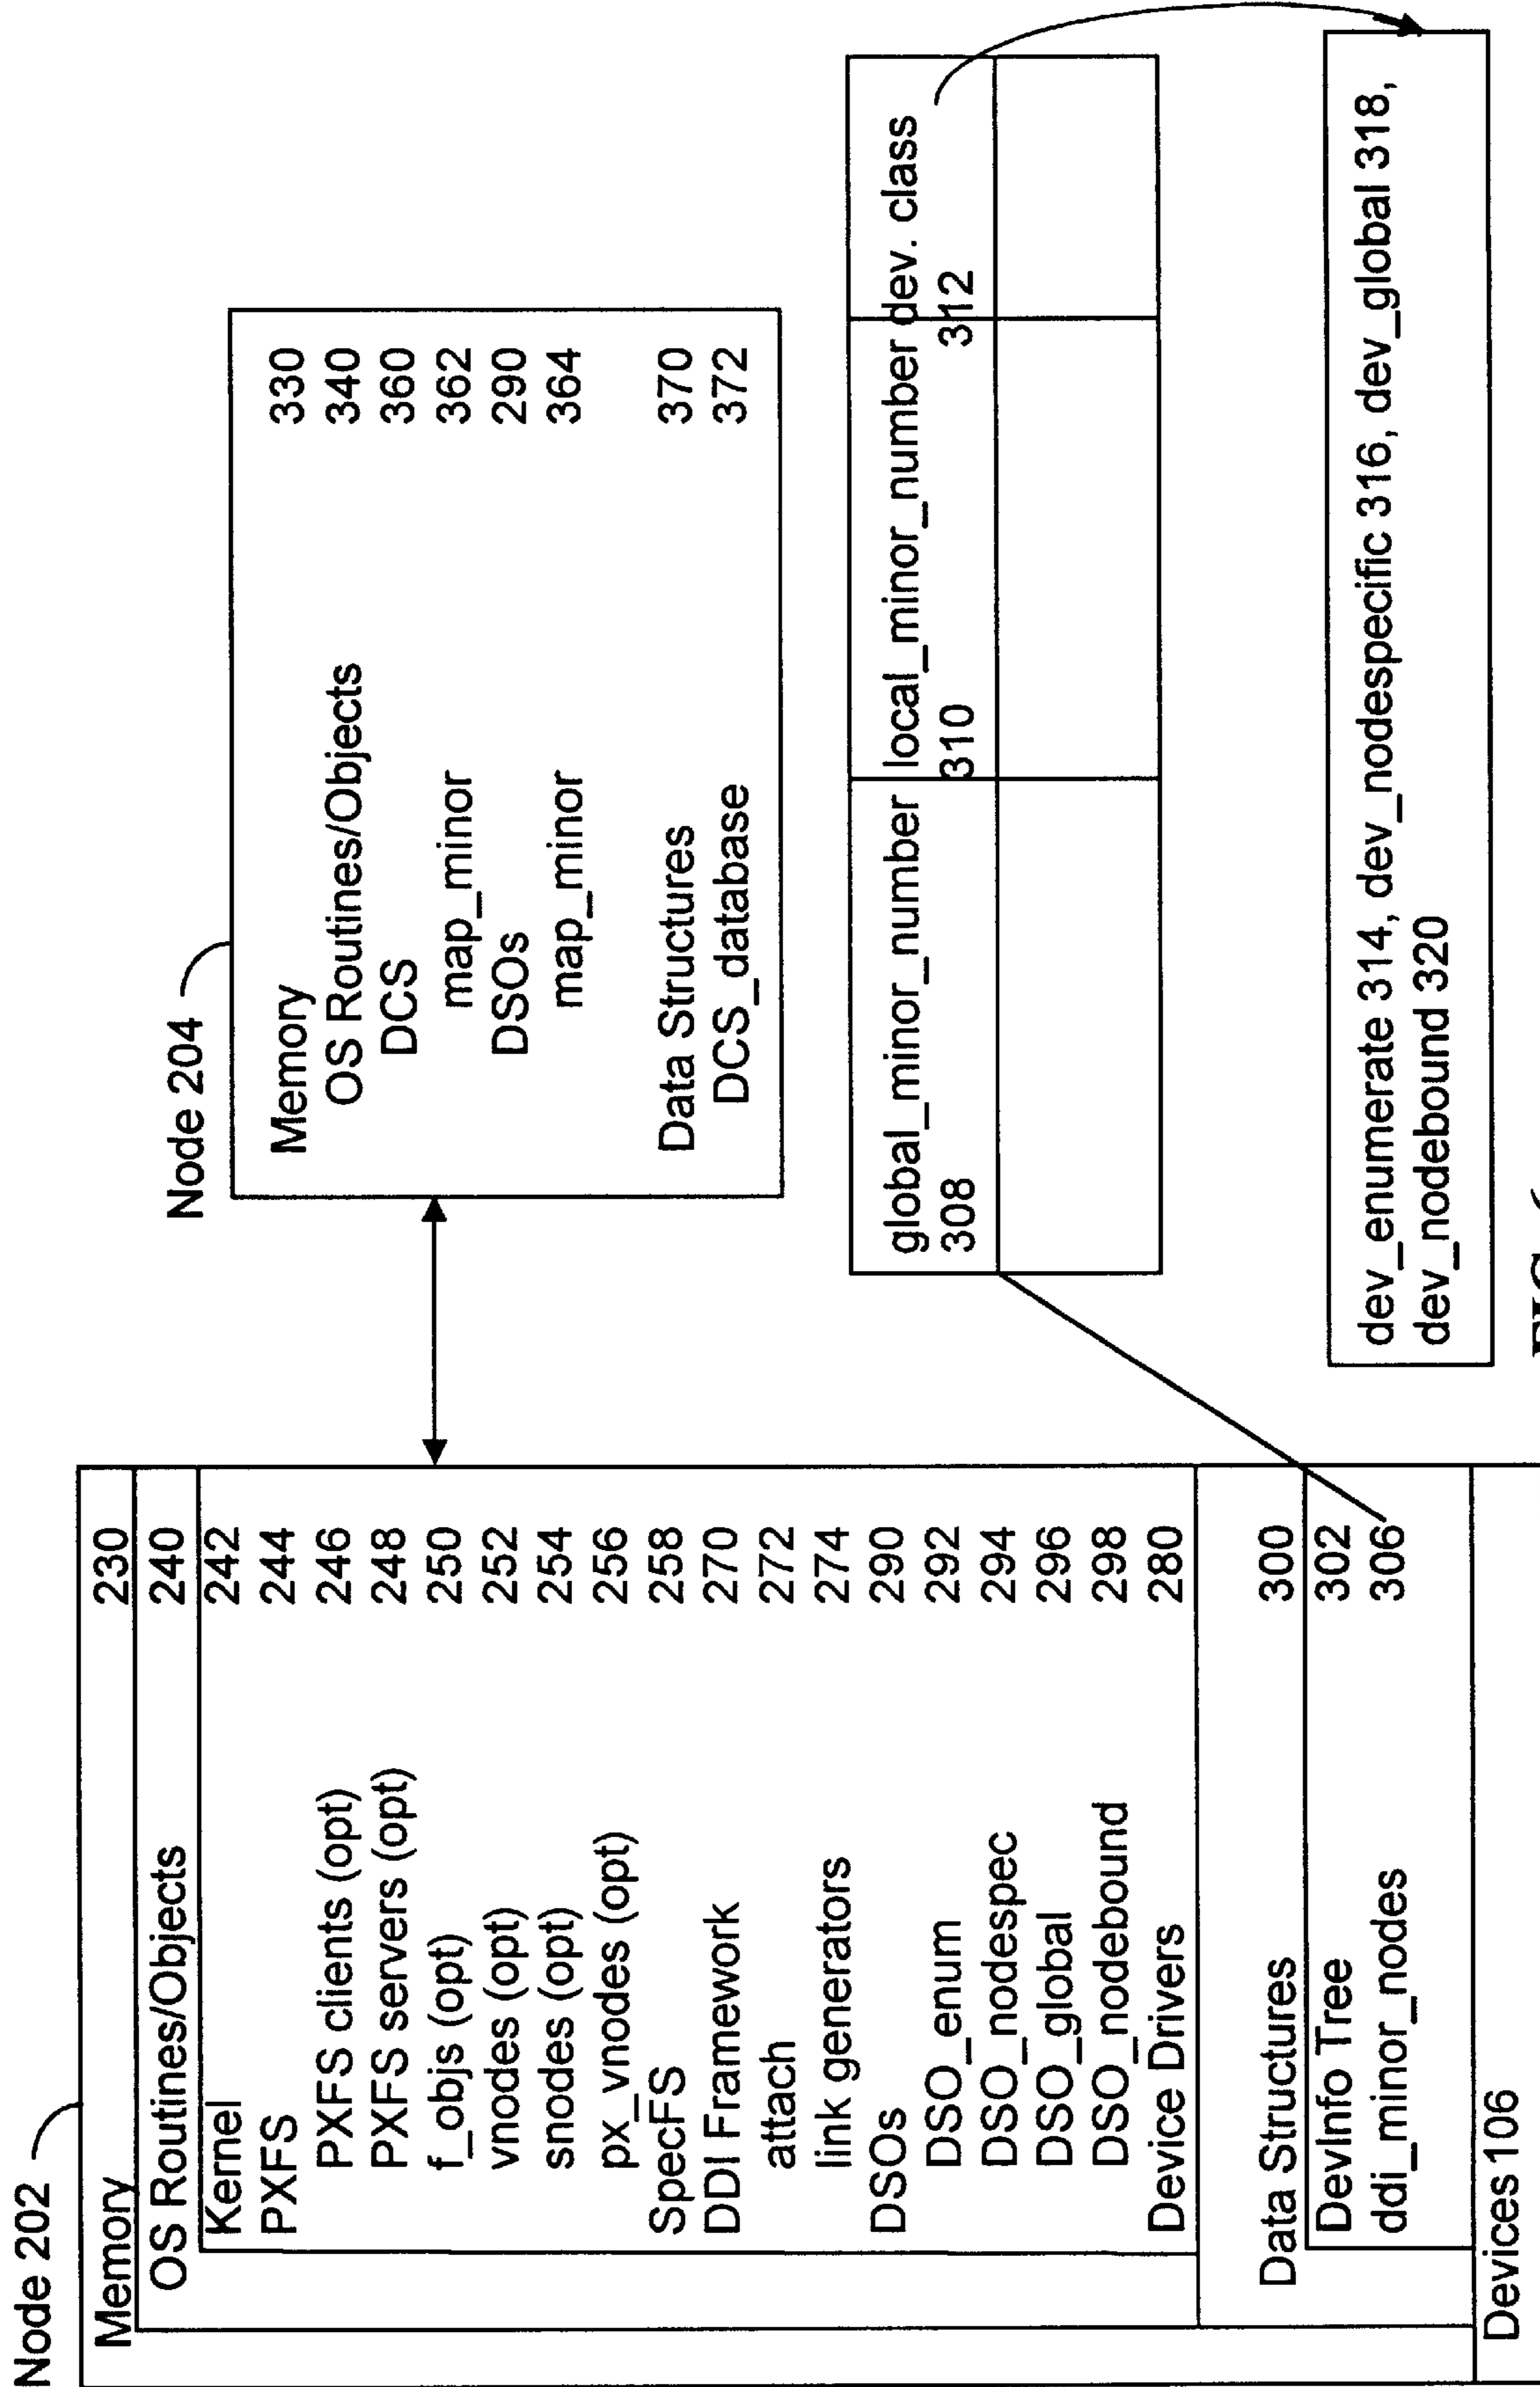 Node 202
Memory 230
OS Routines/Objects 240
Kernel 242
PXFS 244
PXFS clients (opt) 246
PXFS servers (opt) 248
f_objs (opt) 250
vnodes (opt) 252
snodes (opt) 254
px_vnodes (opt) 256
SpecFS 258
DDI Framework 270
attach 272
link generators 274
DSOs 290
DSO_enum 292
DSO_nodespec 294
DSO_global 296
DSO_nodebound 298
Device Drivers 280
Data Structures 300
DevInfo Tree 302
ddi_minor_nodes 306
Devices 106
Node 204
Memory 330
OS Routines/Objects 340
DCS 360
map_minor 362
DSOs 290
map_minor 364
Data Structures 370
DCS_database 372
global_minor_number local_minor_number dev. class
308 310 312
dev_enumerate 314, dev_nodespecific 316, dev_global 318,
dev_nodebound 320